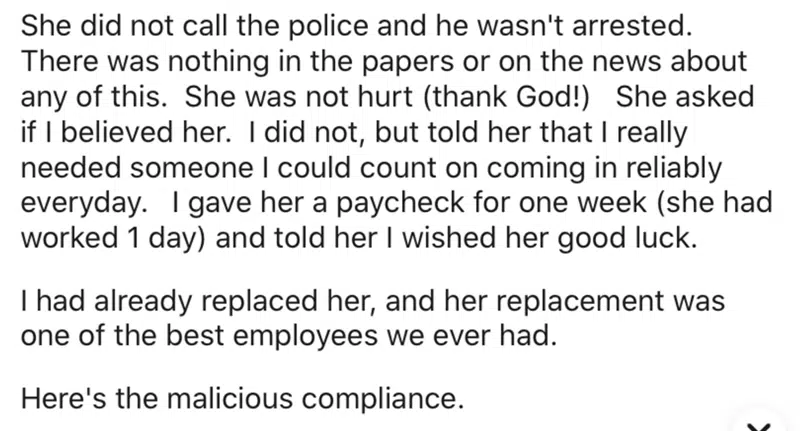 She did not call the police and he wasn't arrested.
There was nothing in the papers or on the news about
any of this.  She was not hurt (thank God!)   She asked
if I believed her.  I did not, but told her that I really
needed someone I could count on coming in reliably
everyday.   I gave her a paycheck for one week (she had
worked 1 day) and told her I wished her good luck.
I had already replaced her, and her replacement was
one of the best employees we ever had.
Here's the malicious compliance.